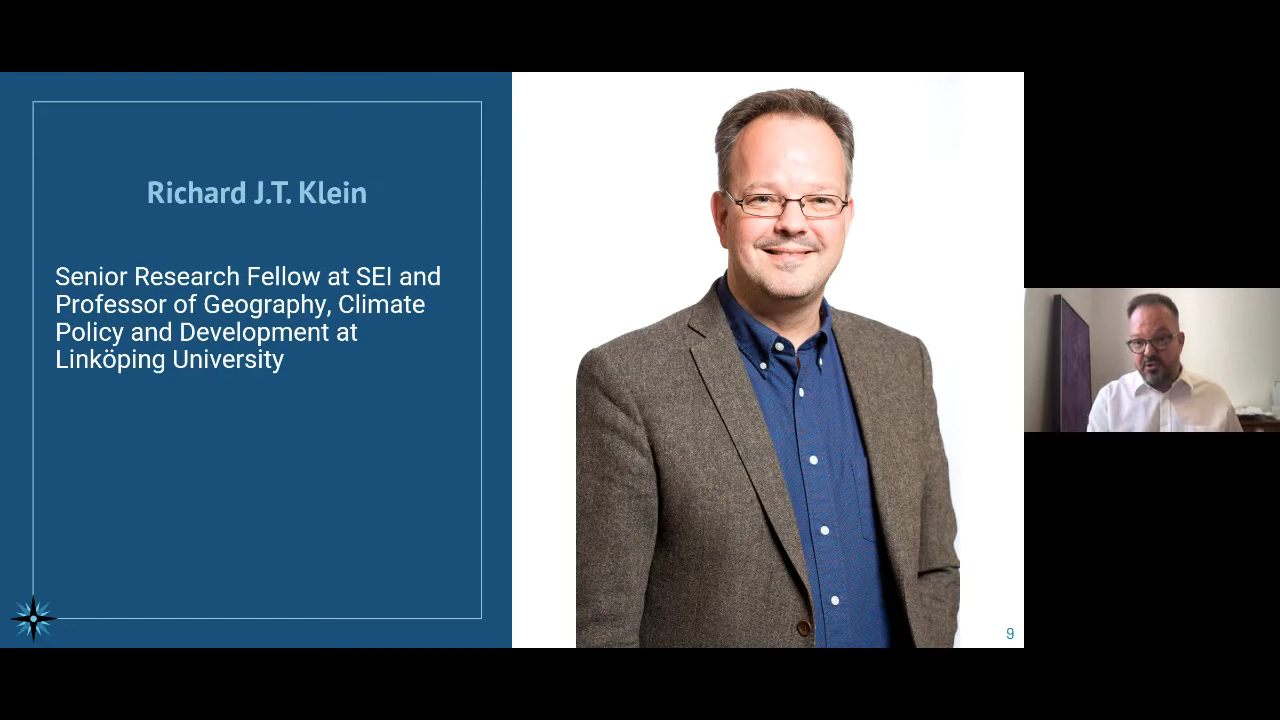 Richard J.T. Klein
Senior Research Fellow at SEI and
Professor of Geography, Climate
Policy and Development at
Linköping University
9